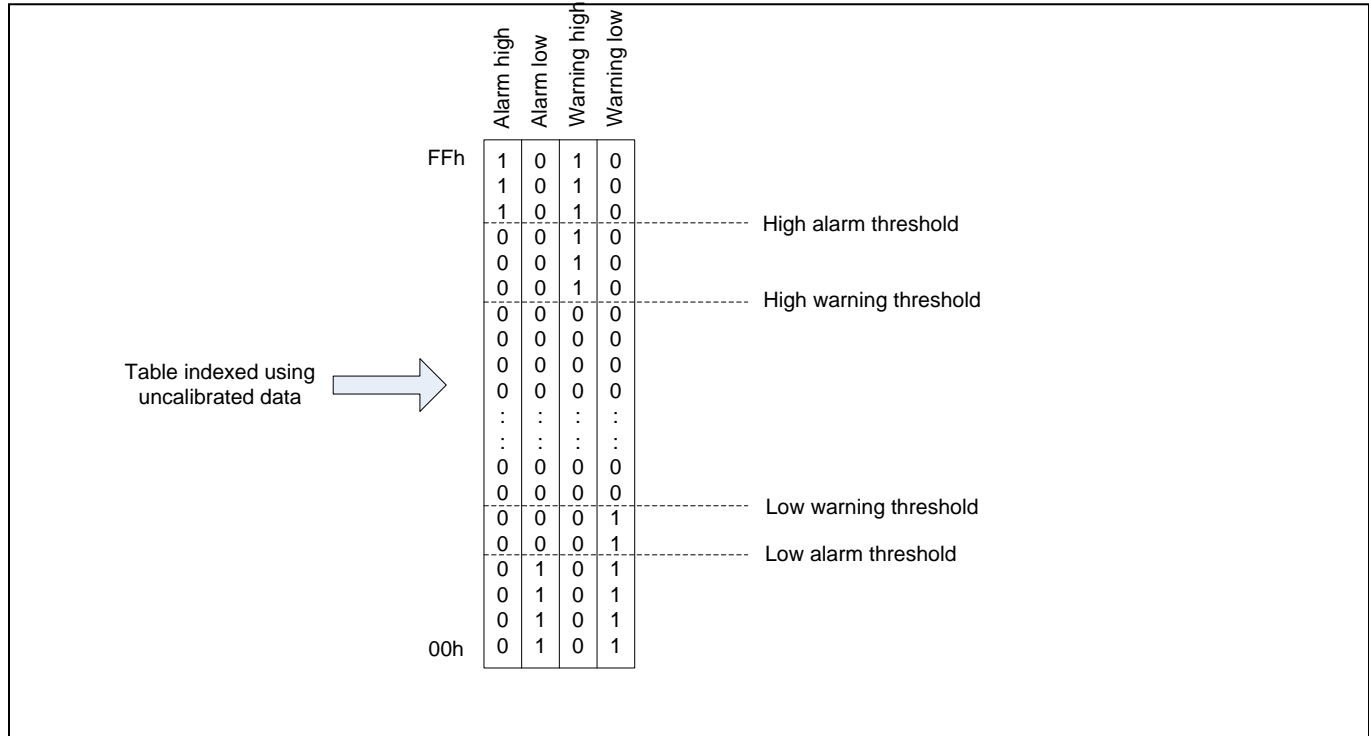 Alarm high
Alarm low
Warning high
Warning low
FFh 1 0 1 0
1 0 1 0
1 0 1 0
High alarm threshold
0 0 1 0
0 0 1 0
0 0 1 0
High warning threshold
0 0 0 0
0 0 0 0
0 0 0 0
Table indexed using
uncalibrated data
0 0 0 0
: : : :
: : : :
0 0 0 0
0 0 0 0
Low warning threshold
0 0 0 1
0 0 0 1
Low alarm threshold
0 1 0 1
0 1 0 1
0 1 0 1
00h 0 1 0 1